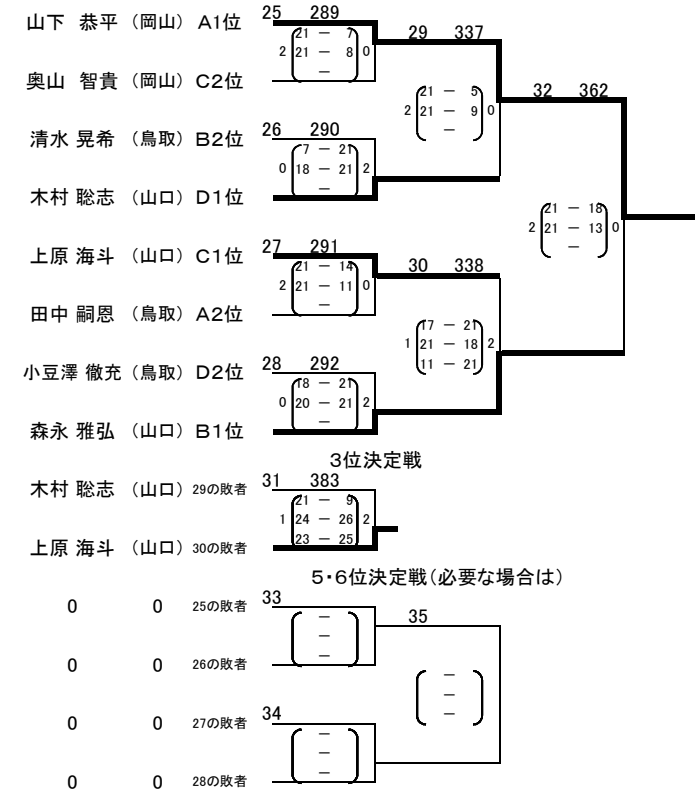 25 289
山下 恭平 （岡山） A1位
21 － 7
2 21 － 8 0
－
29 337
奥山 智貴 （岡山） C2位
21 － 5
2 21 － 9 0
－
32 362
26 290
清水 晃希 （鳥取） B2位
7 － 21
0 18 － 21 2
－
木村 聡志 （山口） D1位
21 － 18
2 21 － 13 0
－
27 291
上原 海斗 （山口） C1位
21 － 14
2 21 － 11 0
－
30 338
田中 嗣恩 （鳥取） A2位
17 － 21
1 21 － 18 2
11 － 21
28 292
小豆澤 徹充 （鳥取） D2位
18 － 21
0 20 － 21 2
－
森永 雅弘 （山口） B1位
3位決定戦
31 383
木村 聡志 （山口） 29の敗者
21 － 9
1 24 － 26 2
23 － 25
上原 海斗 （山口） 30の敗者
5・6位決定戦（必要な場合は）
33
0 0 25の敗者
－
－
－
35
0 0 26の敗者
－
－
－
34
0 0 27の敗者
－
－
－
0 0 28の敗者